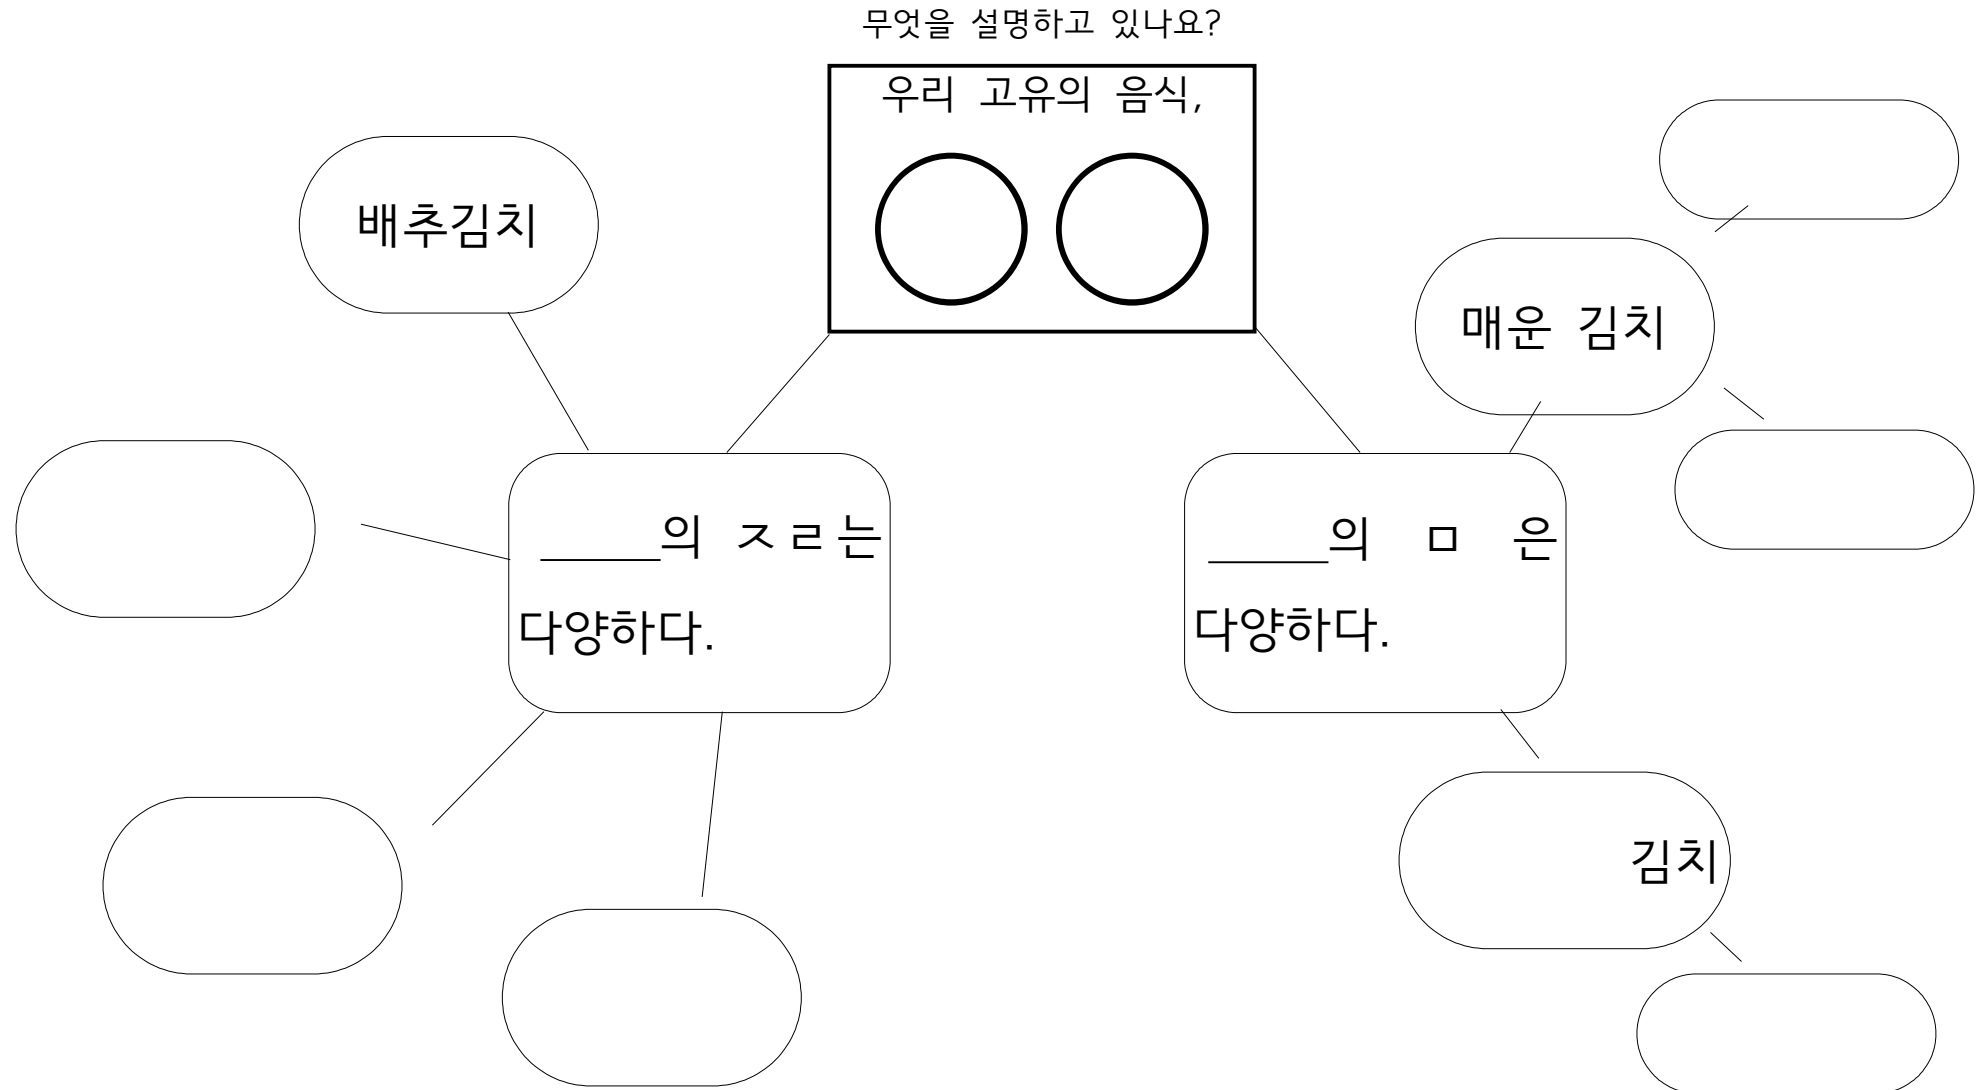 무엇을 설명하고 있나요?
우리 고유의 음식,
배추김치
매운 김치
_____의 ㅈㄹ는
다양하다.
_____의 ㅁ 은
다양하다.
김치